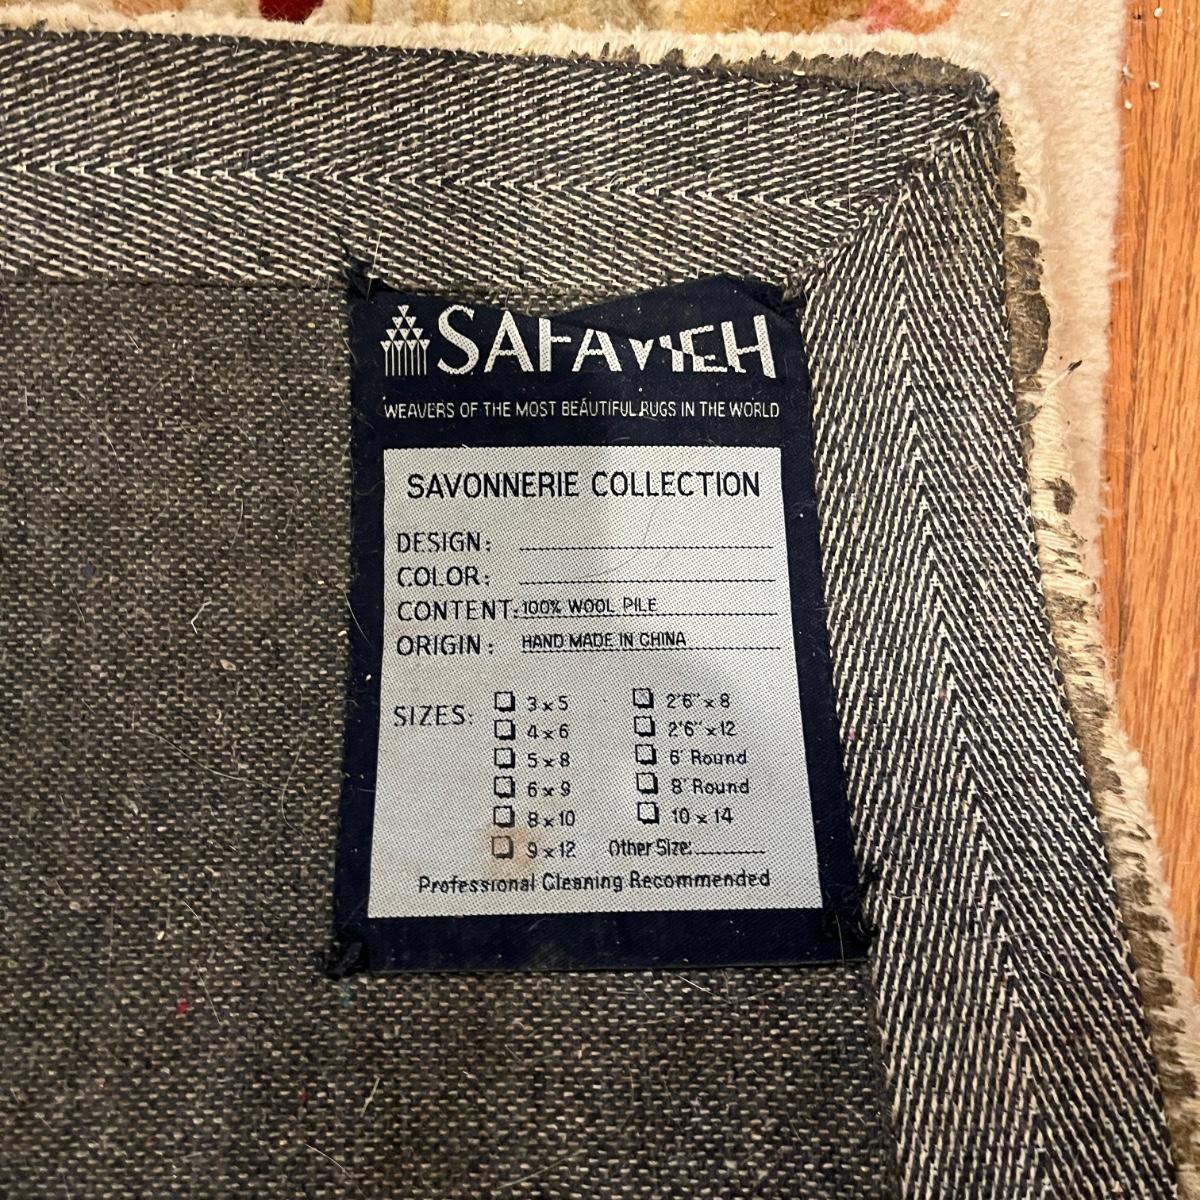 SAFAVIEH
WEAVERS OF THE MOST BEAUTIFUL RUGS IN THE WORLD
SAVONNERIE COLLECTION
DESIGN:
COLOR:
CONTENT: 100% WOOL PILE
ORIGIN: HAND MADE IN CHINA
SIZES: 3 x 5 2'6" x 8
4 x 6 2'6" x 12
5 x 8 6' Round
6 x 9 8' Round
8 x 10 10 x 14
9 x 12 Other Size:
Professional Cleaning Recommended